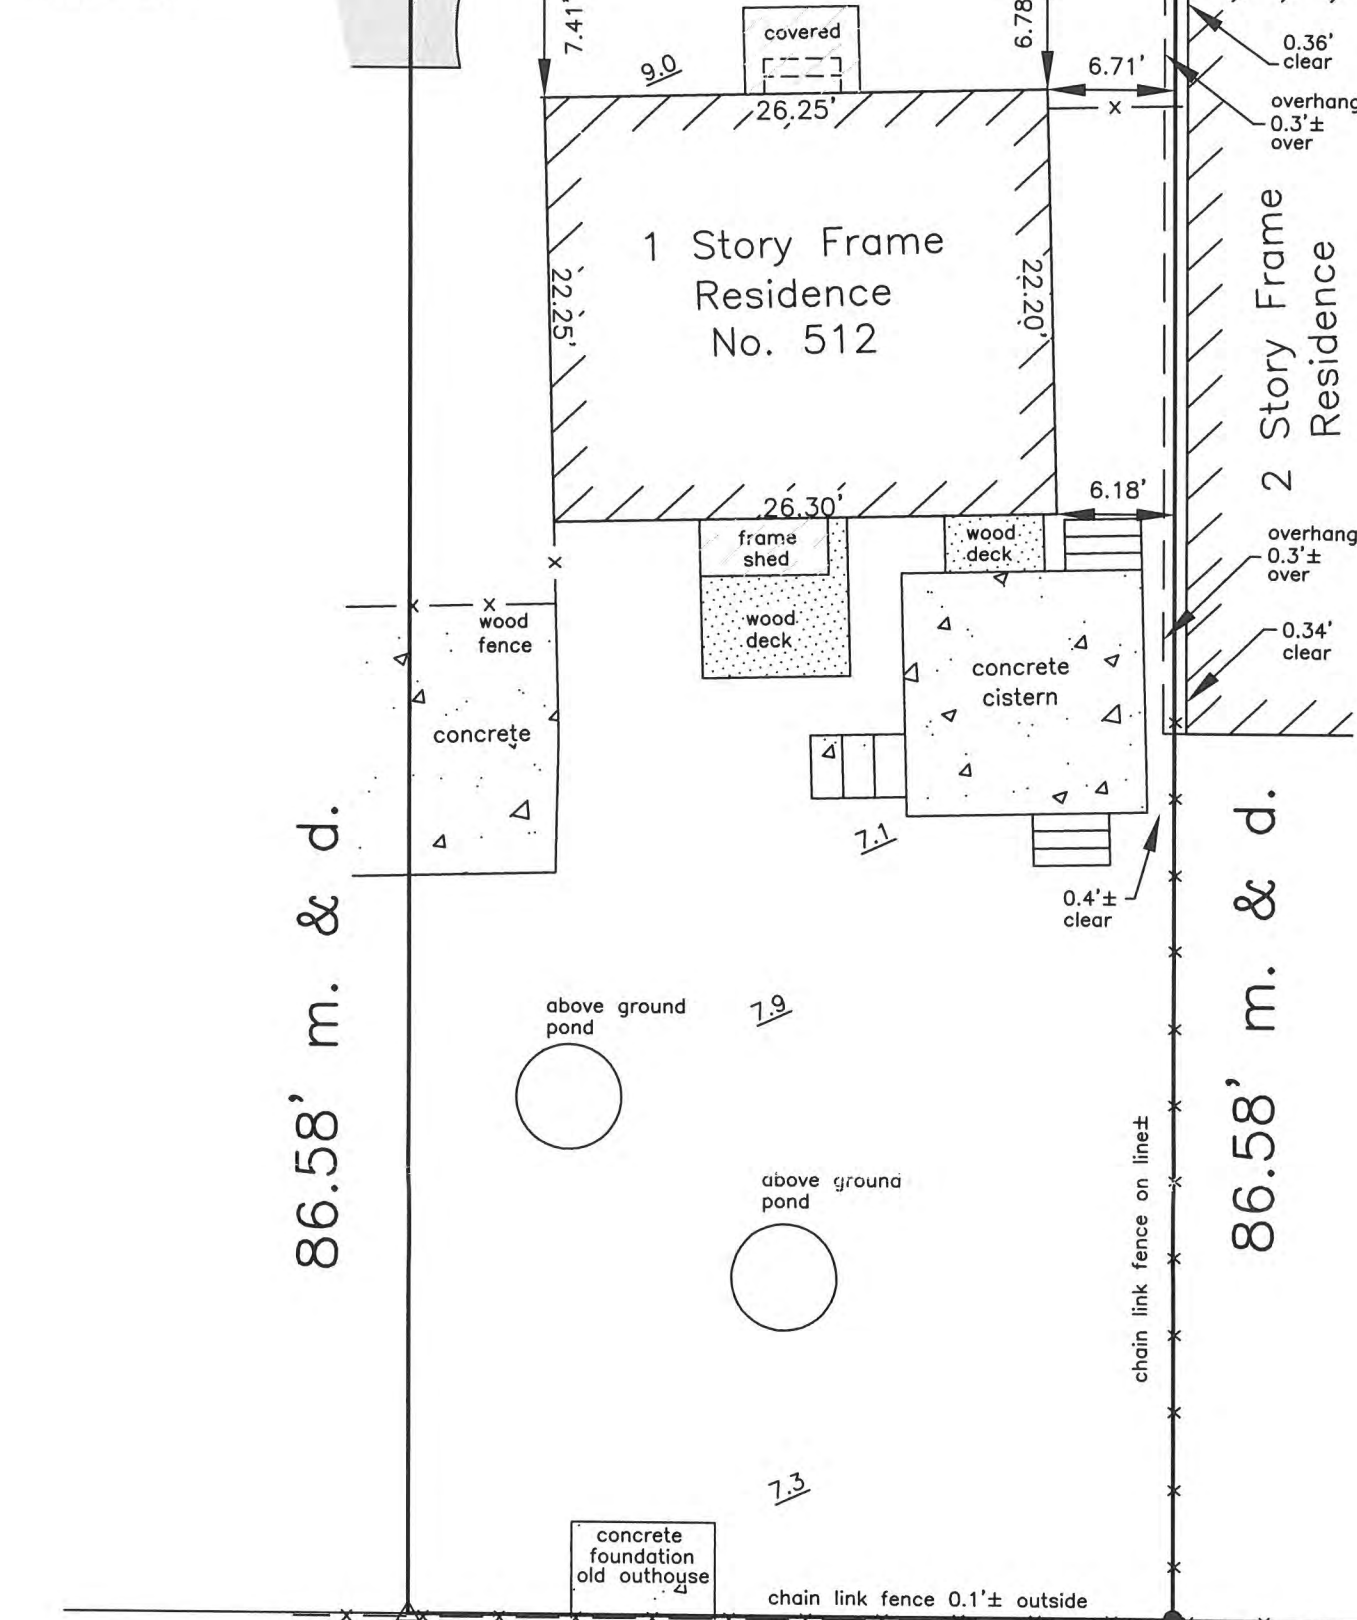 7.41'
covered
6.78
0.36'
clear
9.0
6.71'
x
overhang
0.3'±
over
26.25'
1 Story Frame
Residence
No. 512
22.25'
22.20'
2 Story Frame
Residence
26.30'
6.18'
frame
shed
wood
deck
x
overhang
0.3'±
over
x
wood
fence
wood
deck
0.34'
clear
concrete
cistern
concrete
7.1
0.4'±
clear
86.58' m. & d.
86.58' m. & d.
above ground
pond
7.9
above ground
pond
chain link fence on line±
7.3
concrete
foundation
old outhouse
chain link fence 0.1'± outside